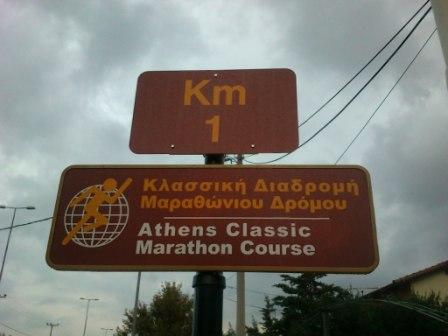 Km
1
Κλασσική Διαδρομή
Μαραθώνιου Δρόμου
Athens Classic
Marathon Course